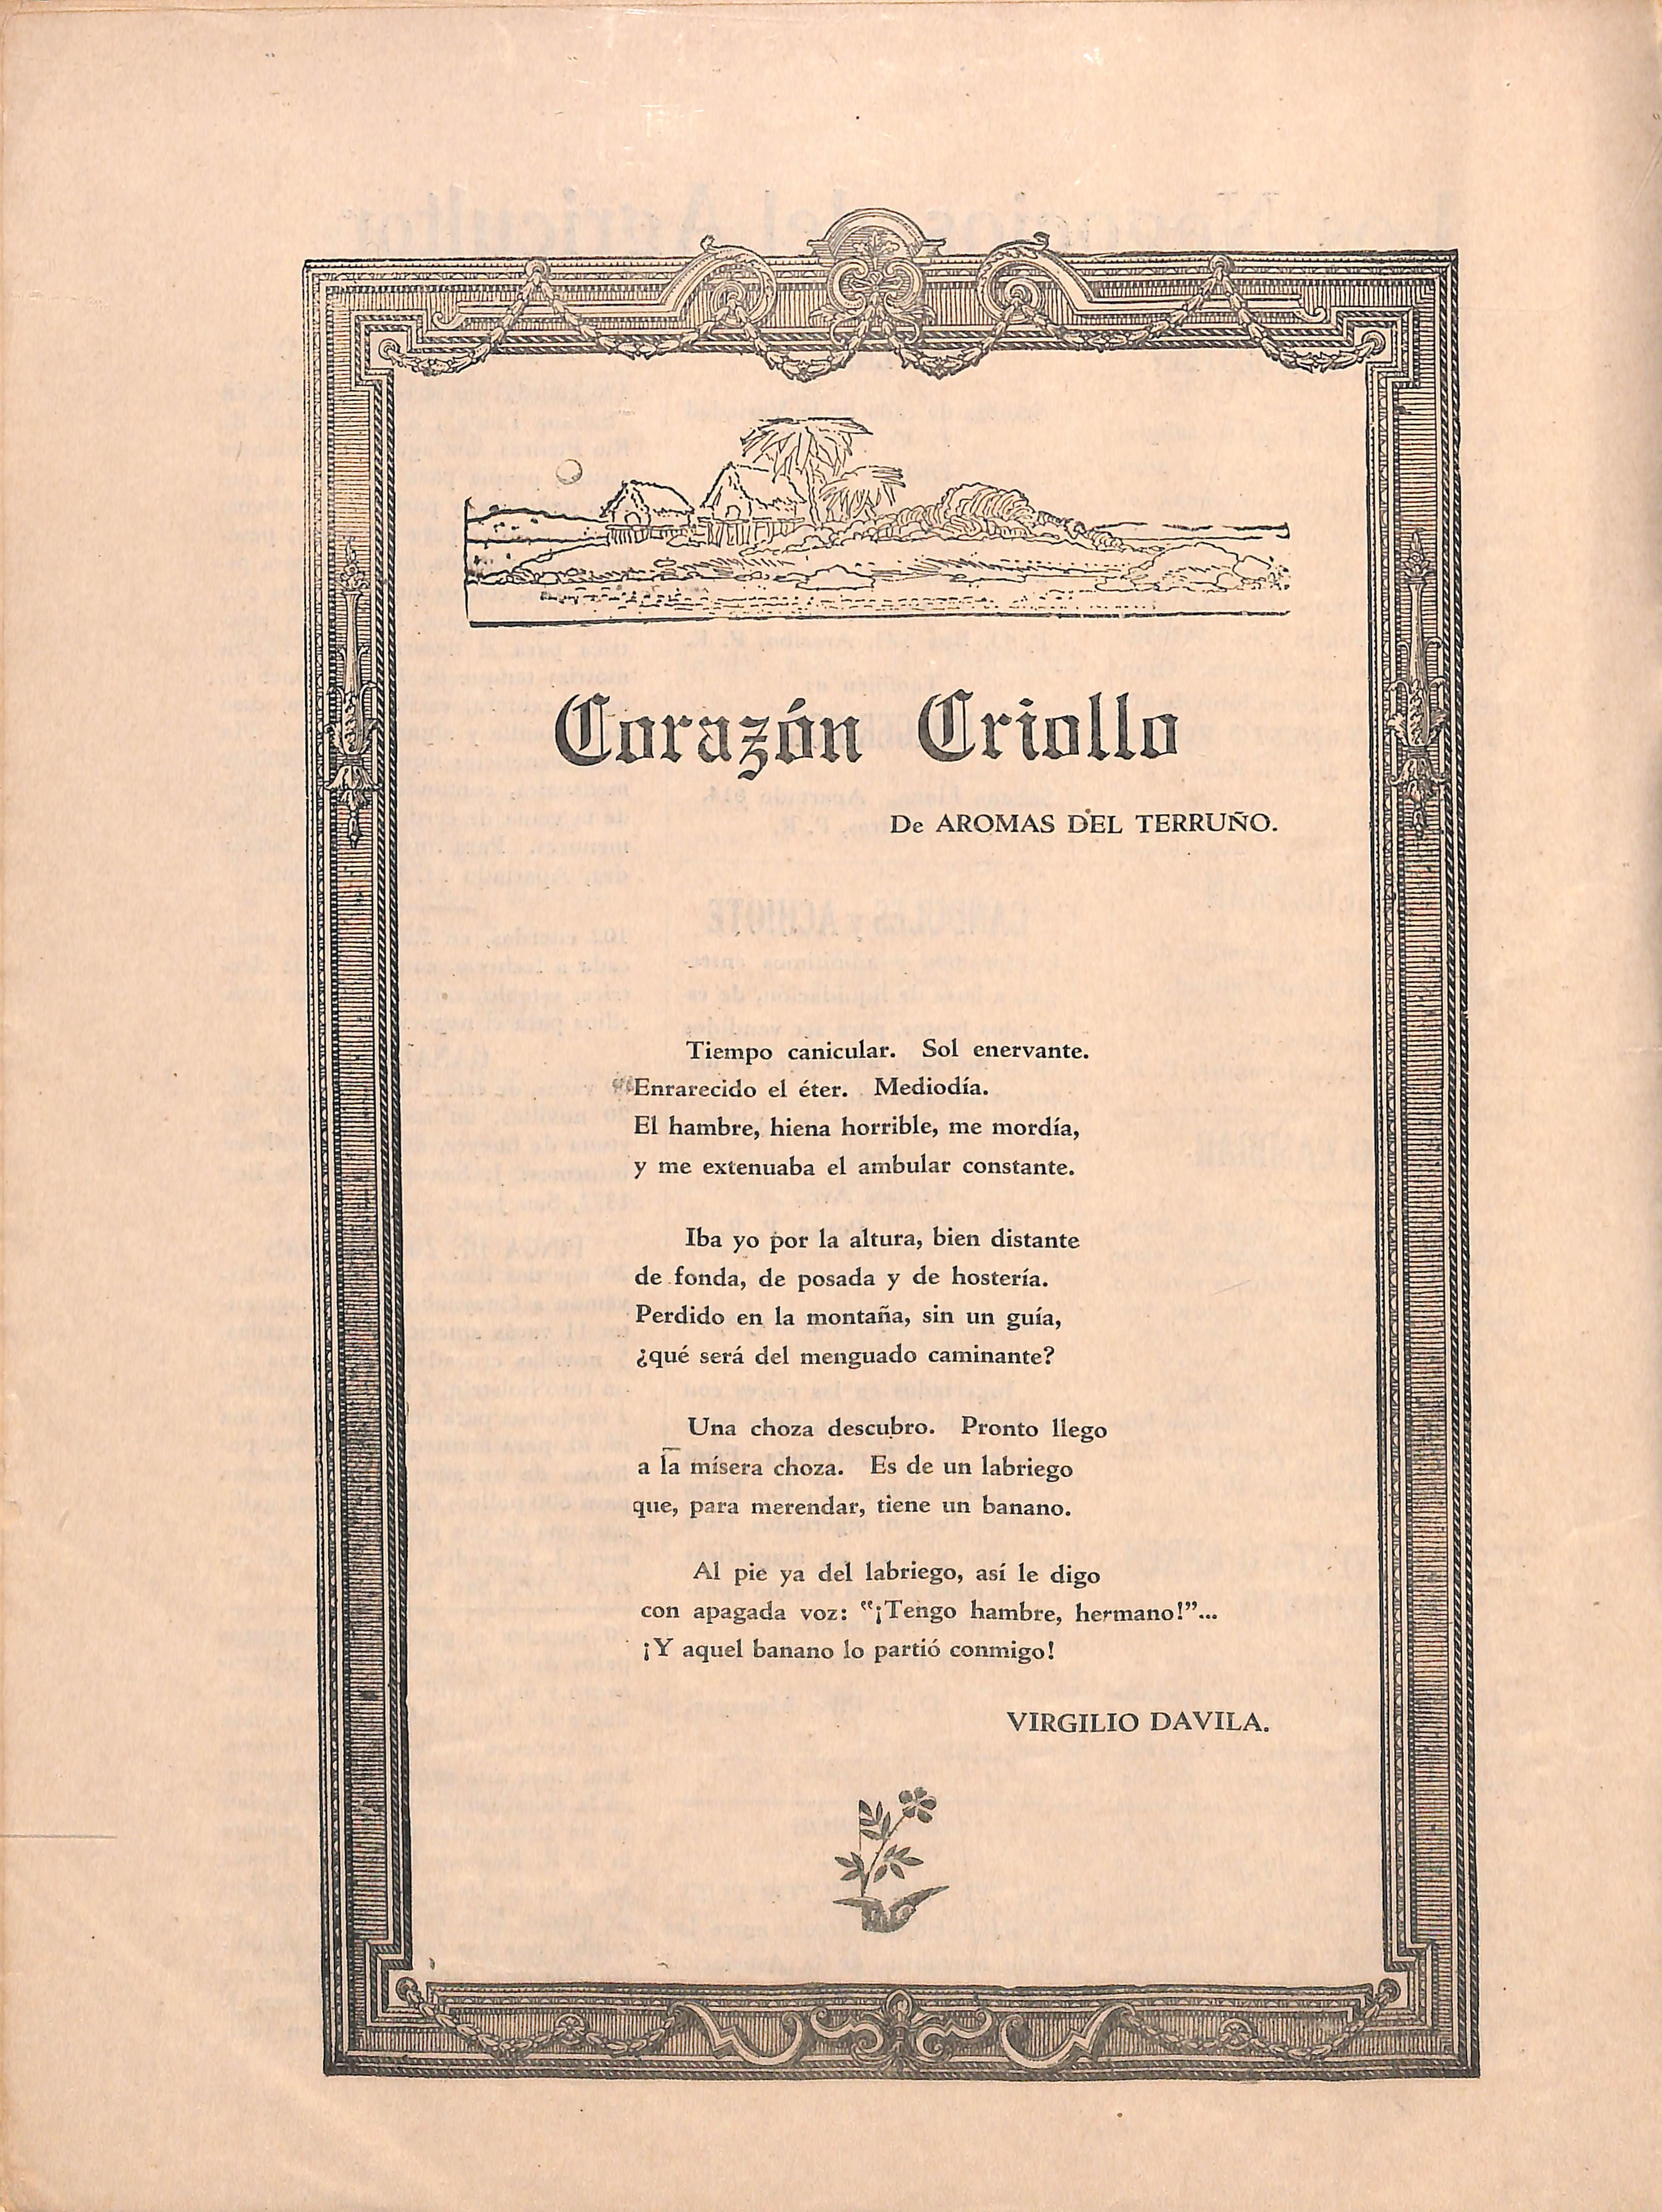 Corazón Criollo
De AROMAS DEL TERRUÑO.
Tiempo canicular. Sol enervante.
Enrarecido el éter. Mediodía.
El hambre, hiena horrible, me mordía,
y me extenuaba el ambular constante.
Iba yo por la altura, bien distante
de fonda, de posada y de hostería.
Perdido en la montaña, sin un guía,
¿qué será del menguado caminante?
Una choza descubro. Pronto llego
a la mísera choza. Es de un labriego
que, para merendar, tiene un banano.
Al pie ya del labriego, así le digo
con apagada voz: "¡Tengo hambre, hermano!"...
¡Y aquel banano lo partió conmigo!
VIRGILIO DAVILA.